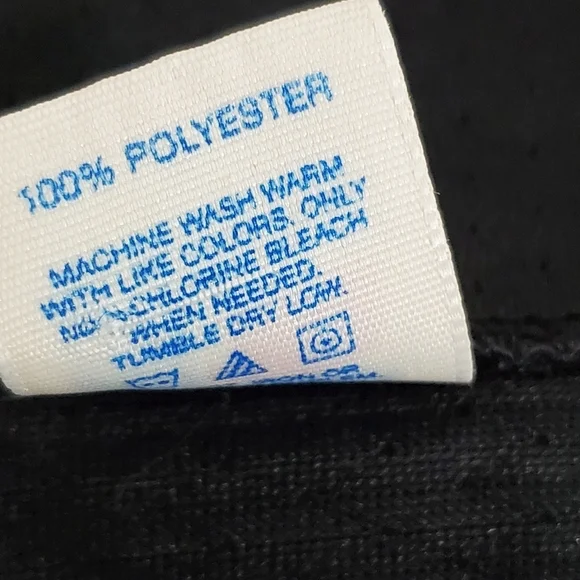 100% POLYESTER
MACHINE WASH WARM
WITH LIKE COLORS. ONLY
NON-CHLORINE BLEACH
WHEN NEEDED.
TUMBLE DRY LOW.